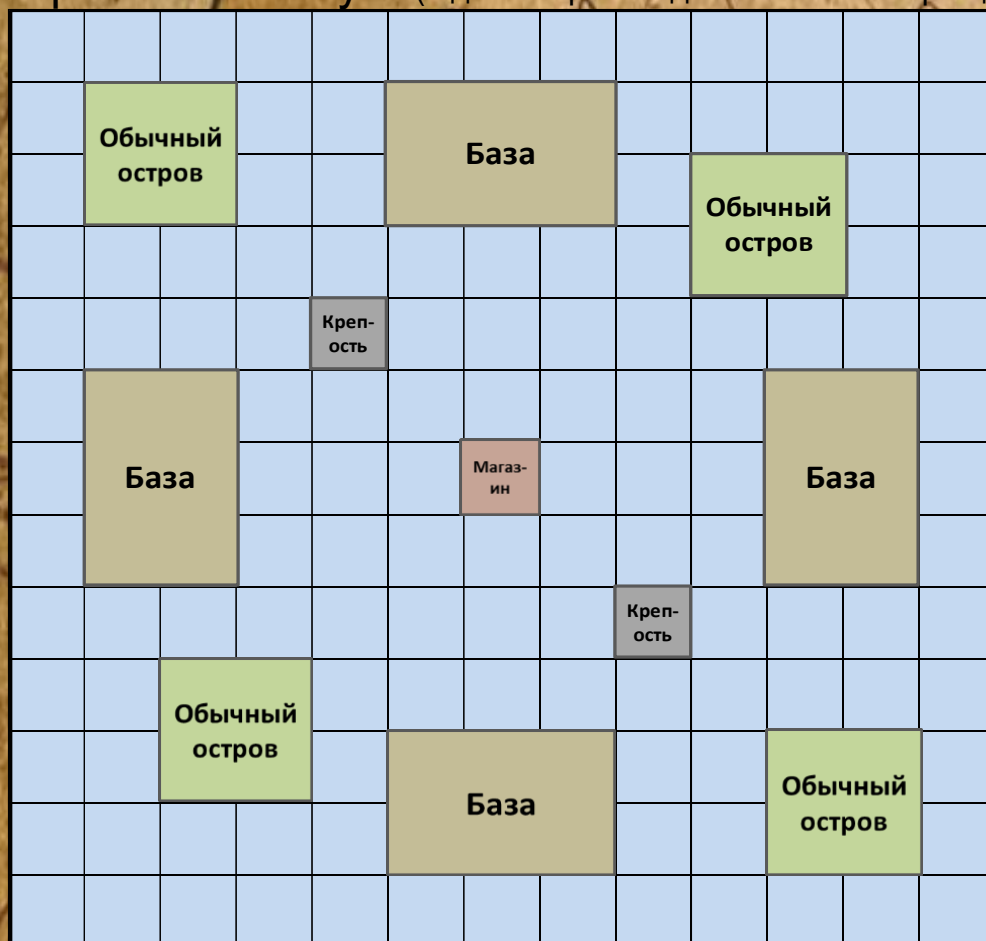 Обычный
остров
База
Обычный
остров
Креп-
ость
База
Магаз-
ин
База
Креп-
ость
Обычный
остров
База
Обычный
остров